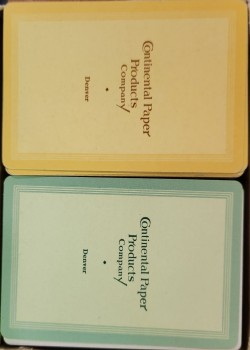 Continental Paper
Products
Company
•
Denver
Continental Paper
Products
Company
•
Denver